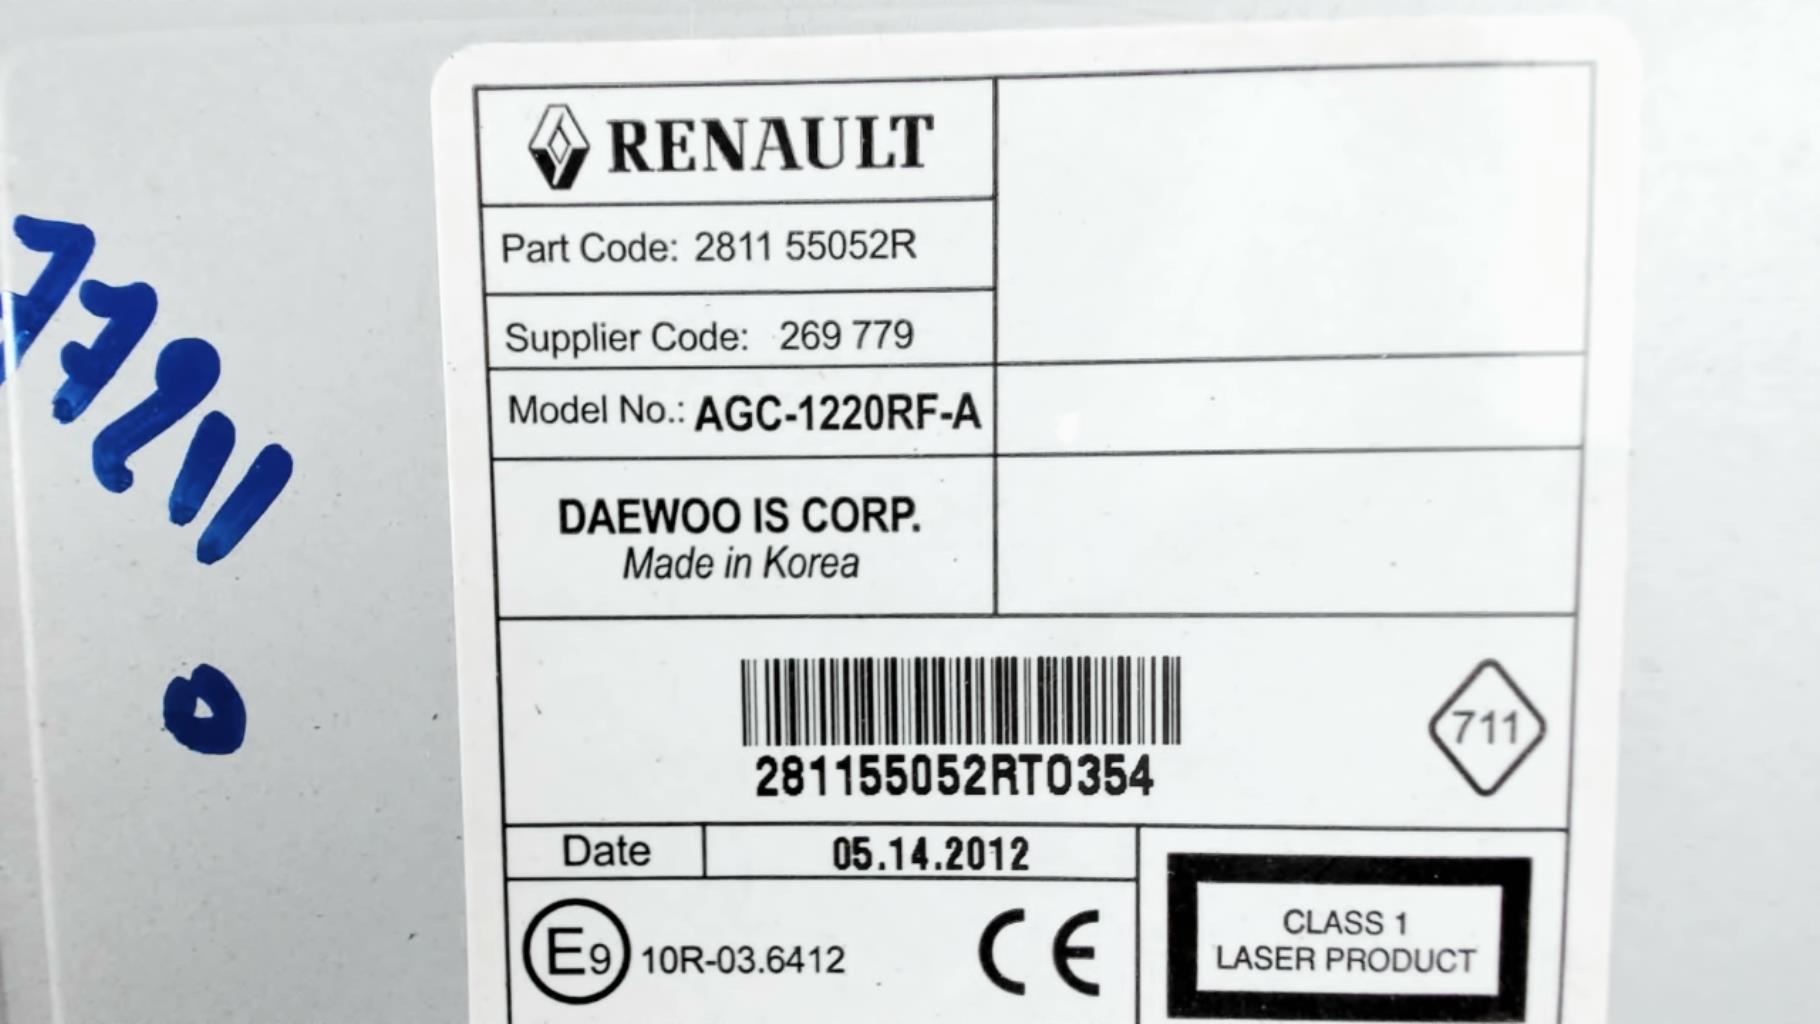 RENAULT
Part Code: 2811 55052R
Supplier Code: 269 779
Model No.: AGC-1220RF-A
DAEWOO IS CORP.
Made in Korea
281155052RT0354
711
Date 05.14.2012
E9 10R-03.6412
CE
CLASS 1
LASER PRODUCT